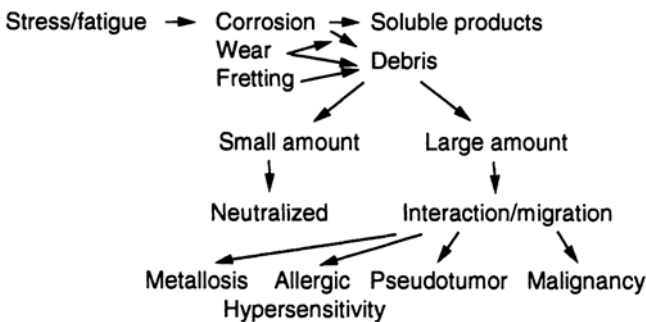 Stress/fatigue Corrosion Soluble products
Wear
Debris
Fretting
Small amount Large amount
Neutralized Interaction/migration
Metallosis Allergic Pseudotumor Malignancy
Hypersensitivity